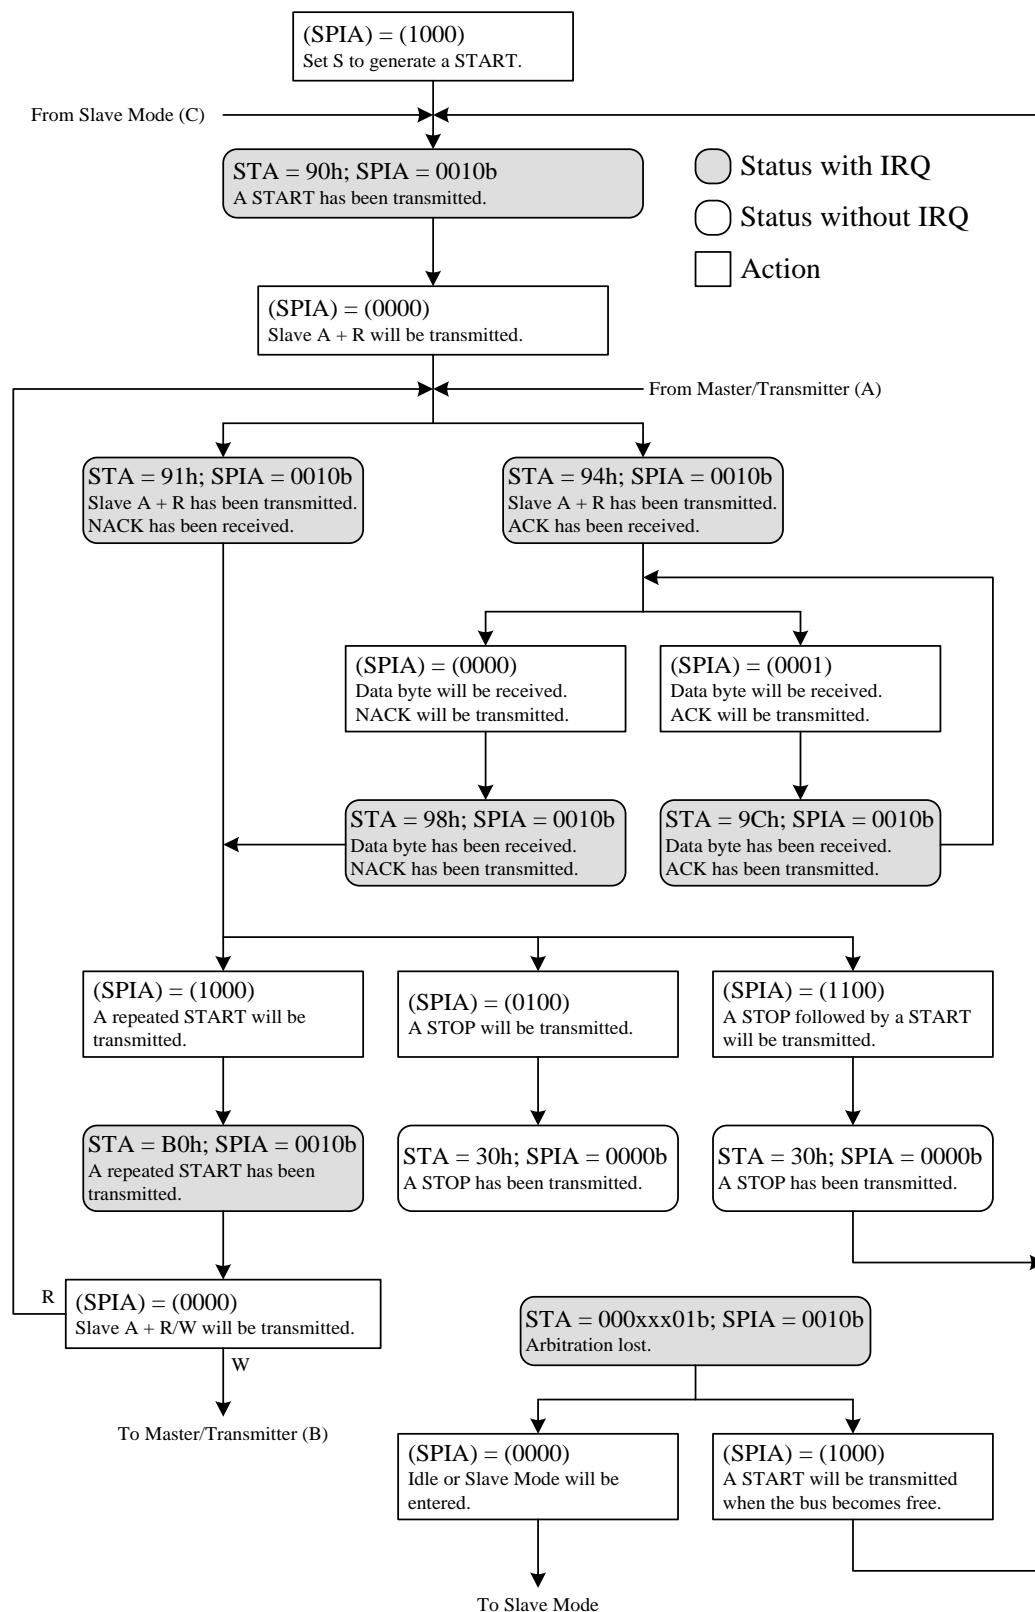 (SPIA) = (1000)
Set S to generate a START.
From Slave Mode (C)
STA = 90h; SPIA = 0010b
A START has been transmitted.
Status with IRQ
Status without IRQ
Action
(SPIA) = (0000)
Slave A + R will be transmitted.
From Master/Transmitter (A)
STA = 91h; SPIA = 0010b
Slave A + R has been transmitted.
NACK has been received.
STA = 94h; SPIA = 0010b
Slave A + R has been transmitted.
ACK has been received.
(SPIA) = (0000)
Data byte will be received.
NACK will be transmitted.
(SPIA) = (0001)
Data byte will be received.
ACK will be transmitted.
STA = 98h; SPIA = 0010b
Data byte has been received.
NACK has been transmitted.
STA = 9Ch; SPIA = 0010b
Data byte has been received.
ACK has been transmitted.
(SPIA) = (1000)
A repeated START will be
transmitted.
(SPIA) = (0100)
A STOP will be transmitted.
(SPIA) = (1100)
A STOP followed by a START
will be transmitted.
STA = B0h; SPIA = 0010b
A repeated START has been
transmitted.
STA = 30h; SPIA = 0000b
A STOP has been transmitted.
STA = 30h; SPIA = 0000b
A STOP has been transmitted.
R
(SPIA) = (0000)
Slave A + R/W will be transmitted.
W
To Master/Transmitter (B)
STA = 000xxx01b; SPIA = 0010b
Arbitration lost.
(SPIA) = (0000)
Idle or Slave Mode will be
entered.
(SPIA) = (1000)
A START will be transmitted
when the bus becomes free.
To Slave Mode